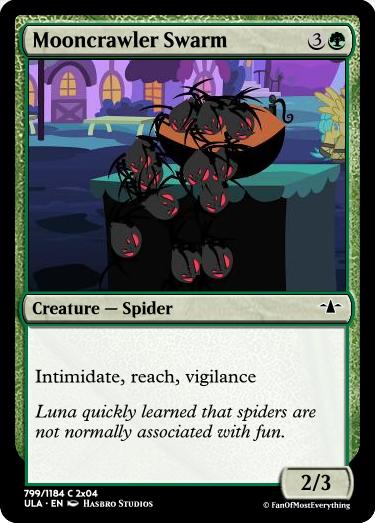 Mooncrawler Swarm 3
Creature — Spider
Intimidate, reach, vigilance
Luna quickly learned that spiders are
not normally associated with fun.
2/3
799/1184 C 2x04
ULA • EN HASBRO STUDIOS
© FanOfMostEverything